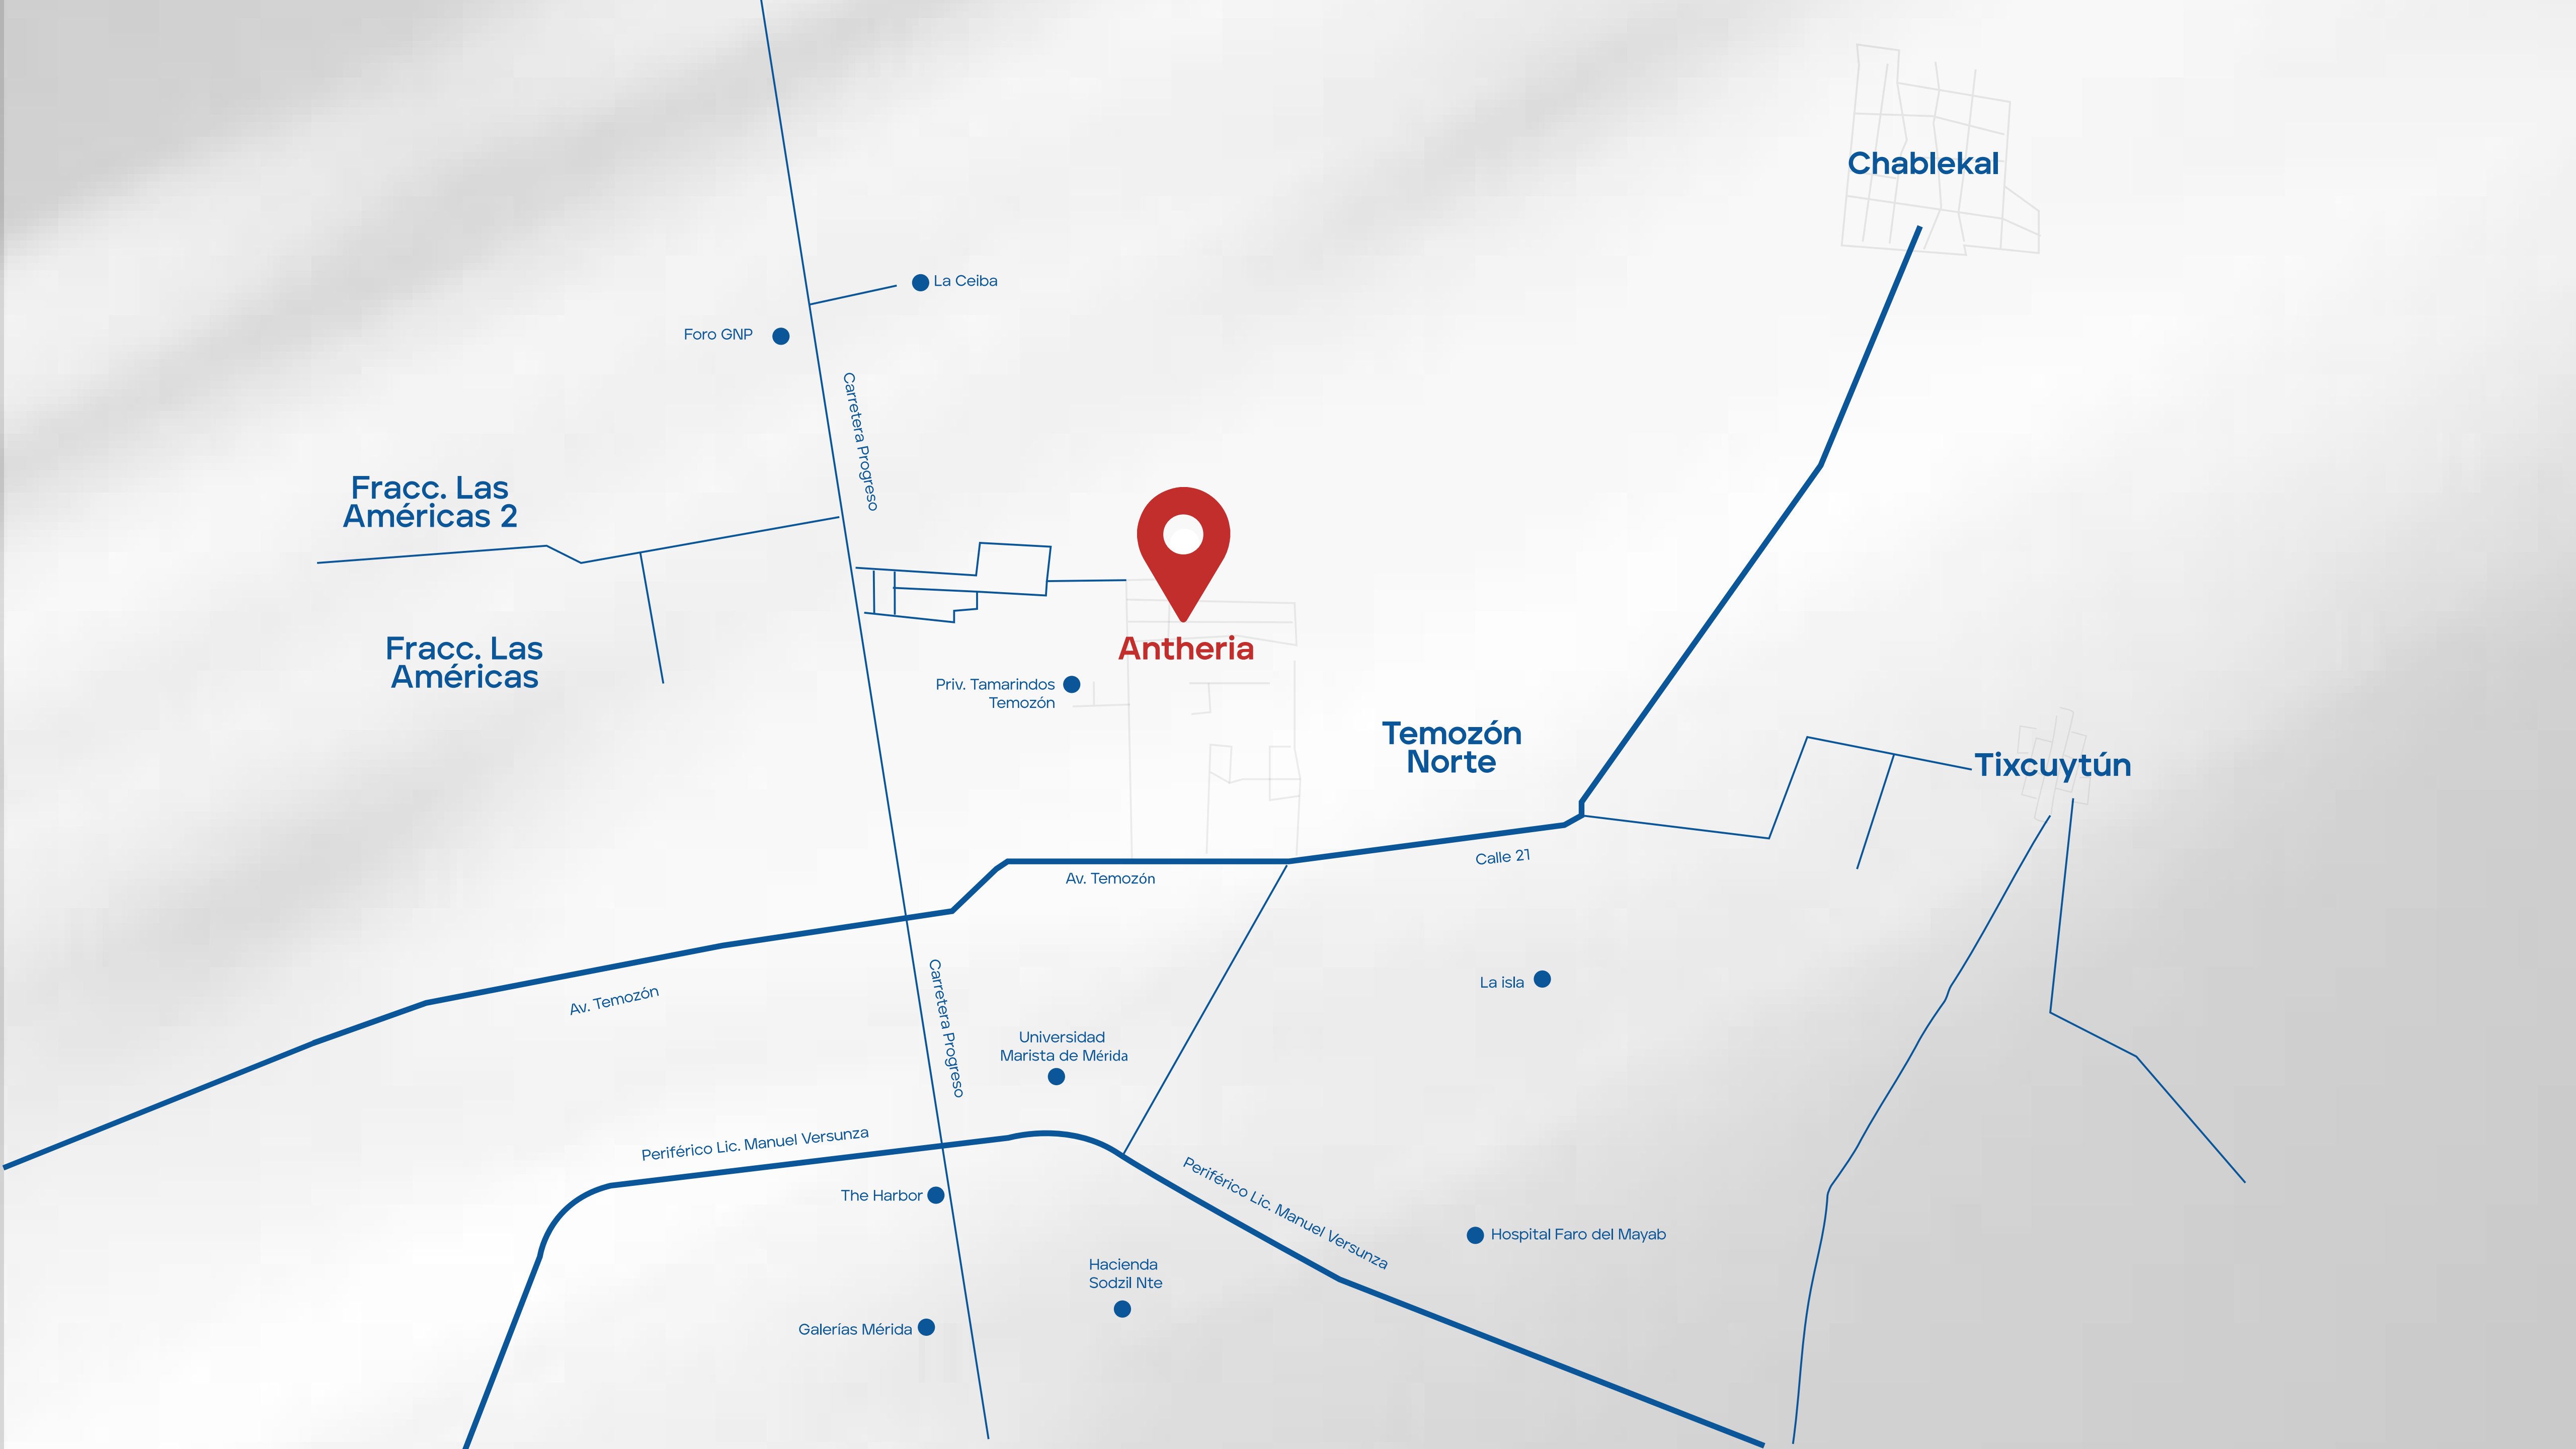 Chablekal
La Ceiba
Foro GNP
Carretera Progreso
Fracc. Las
Américas 2
Fracc. Las
Américas
Antheria
Priv. Tamarindos
Temozón
Temozón
Norte
Tixcuytún
Calle 21
Av. Temozón
Av. Temozón
La isla
Carretera Progreso
Universidad
Marista de Mérida
Periférico Lic. Manuel Versunza
Periférico Lic. Manuel Versunza
The Harbor
Hospital Faro del Mayab
Hacienda
Sodzil Nte
Galerías Mérida